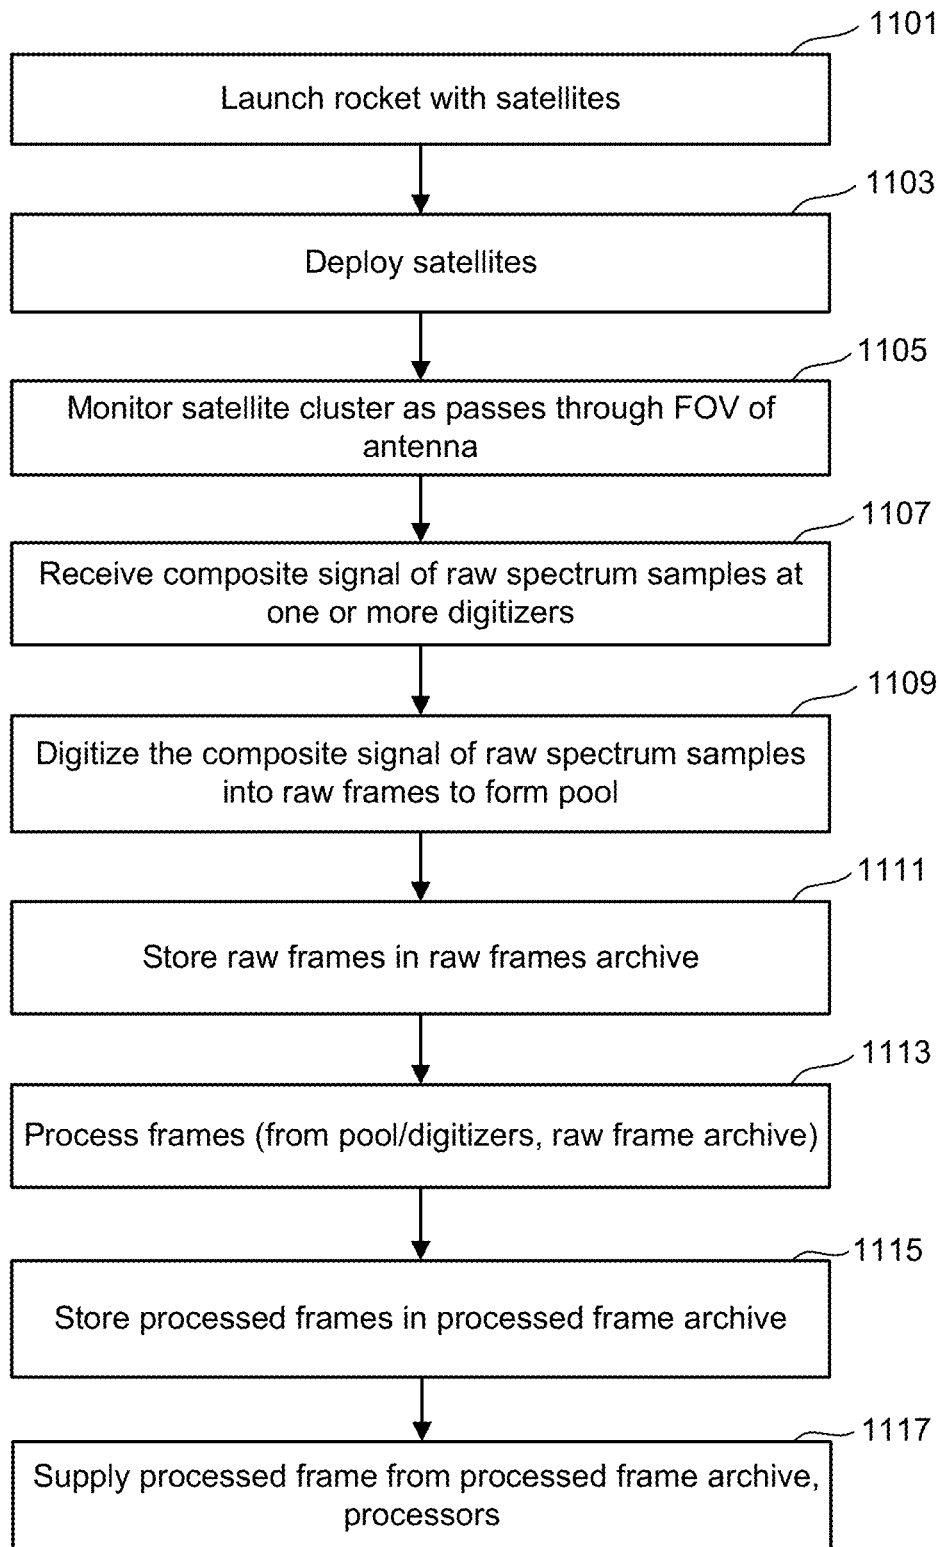 1101
Launch rocket with satellites
1103
Deploy satellites
1105
Monitor satellite cluster as passes through FOV of
antenna
1107
Receive composite signal of raw spectrum samples at
one or more digitizers
1109
Digitize the composite signal of raw spectrum samples
into raw frames to form pool
1111
Store raw frames in raw frames archive
1113
Process frames (from pool/digitizers, raw frame archive)
1115
Store processed frames in processed frame archive
1117
Supply processed frame from processed frame archive,
processors